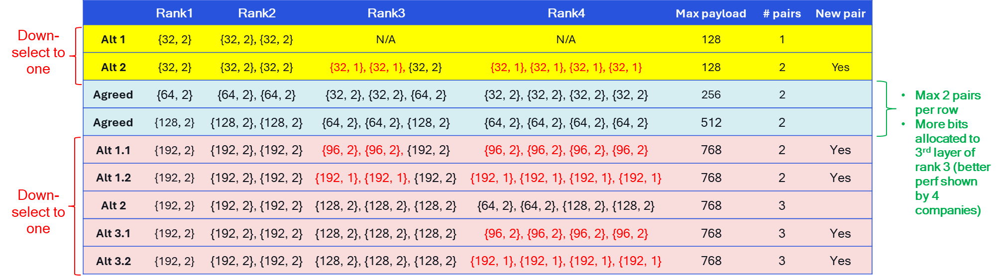 Rank1 Rank2 Rank3 Rank4 Max payload # pairs New pair
Down-
select to
one
Alt 1 {32, 2} {32, 2}, {32, 2} N/A N/A 128 1
Alt 2 {32, 2} {32, 2}, {32, 2} {32, 1}, {32, 1}, {32, 2} {32, 1}, {32, 1}, {32, 1}, {32, 1} 128 2 Yes
Agreed {64, 2} {64, 2}, {64, 2} {32, 2}, {32, 2}, {64, 2} {32, 2}, {32, 2}, {32, 2}, {32, 2} 256 2
Agreed {128, 2} {128, 2}, {128, 2} {64, 2}, {64, 2}, {128, 2} {64, 2}, {64, 2}, {64, 2}, {64, 2} 512 2
Down-
select to
one
Alt 1.1 {192, 2} {192, 2}, {192, 2} {96, 2}, {96, 2}, {192, 2} {96, 2}, {96, 2}, {96, 2}, {96, 2} 768 2 Yes
Alt 1.2 {192, 2} {192, 2}, {192, 2} {192, 1}, {192, 1}, {192, 2} {192, 1}, {192, 1}, {192, 1}, {192, 1} 768 2 Yes
Alt 2 {192, 2} {192, 2}, {192, 2} {128, 2}, {128, 2}, {128, 2} {64, 2}, {64, 2}, {128, 2}, {128, 2} 768 3
Alt 3.1 {192, 2} {192, 2}, {192, 2} {128, 2}, {128, 2}, {128, 2} {96, 2}, {96, 2}, {96, 2}, {96, 2} 768 3 Yes
Alt 3.2 {192, 2} {192, 2}, {192, 2} {128, 2}, {128, 2}, {128, 2} {192, 1}, {192, 1}, {192, 1}, {192, 1} 768 3 Yes
• Max 2 pairs
per row
• More bits
allocated to
3rd layer of
rank 3 (better
perf shown
by 4
companies)